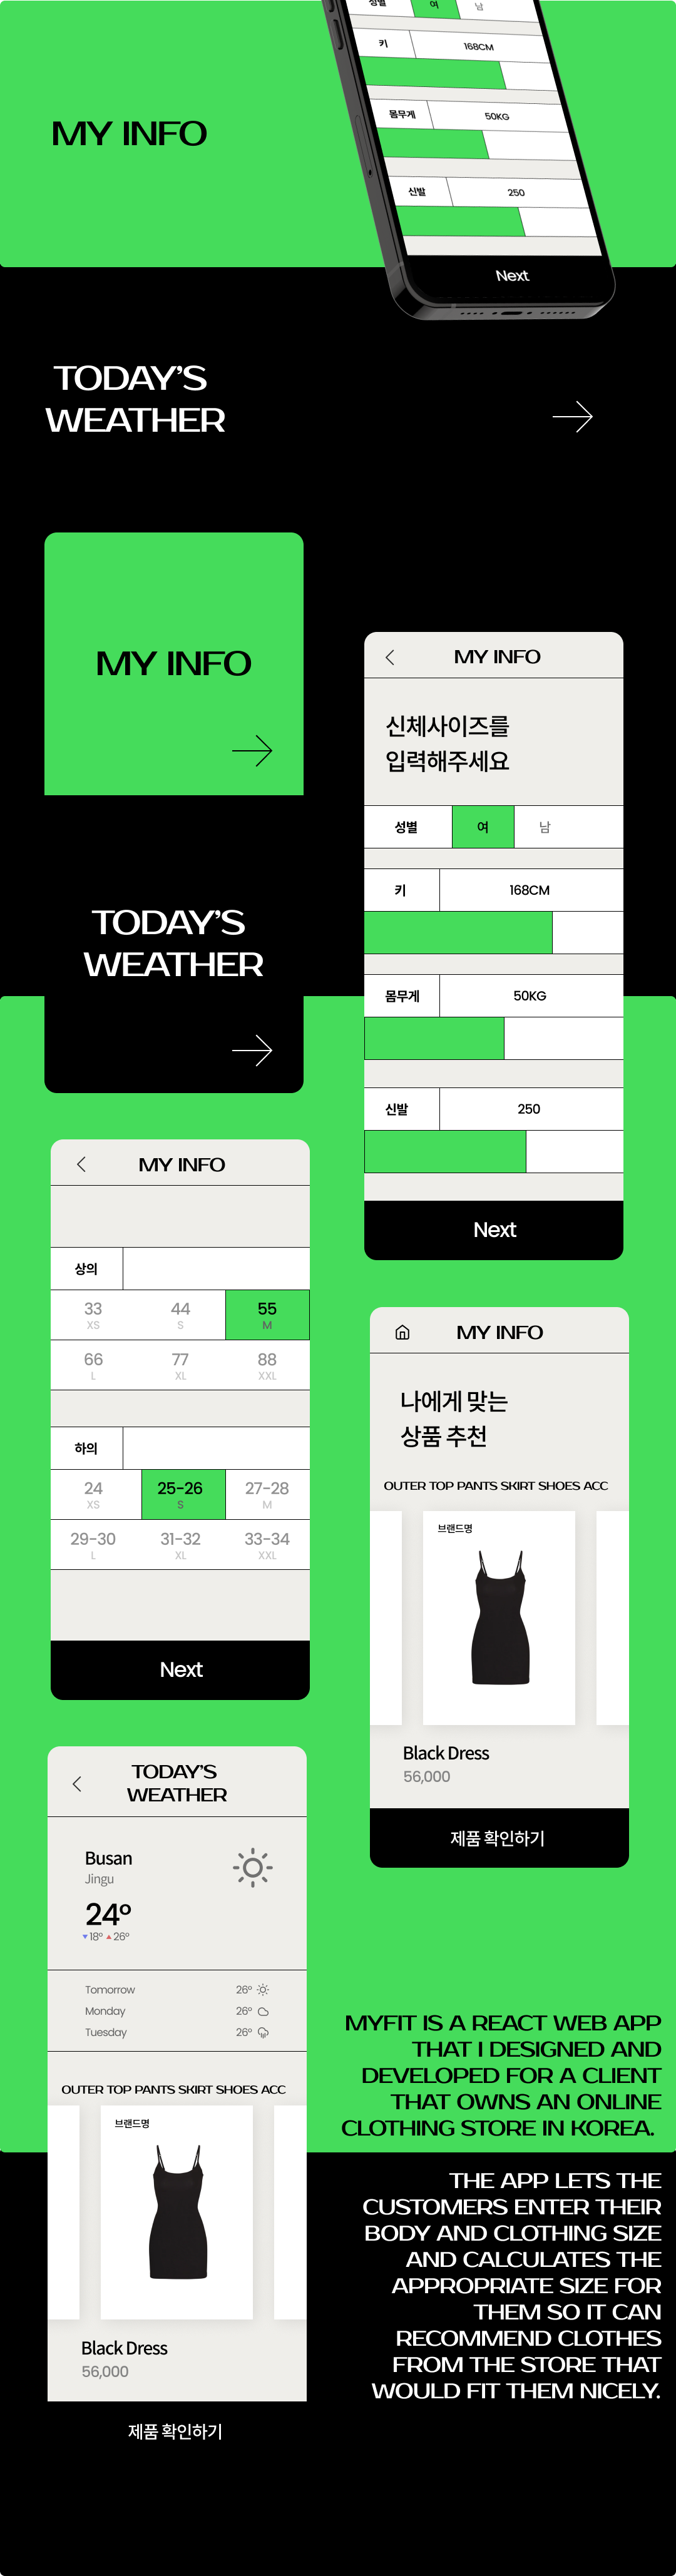 성별 여 남
키 168CM
몸무게 50KG
신발 250
Next
MY INFO
TODAY'S
WEATHER
MY INFO
TODAY'S
WEATHER
MY INFO
신체사이즈를
입력해주세요
성별 여 남
키 168CM
몸무게 50KG
신발 250
Next
MY INFO
상의
33 44 55
XS S M
66 77 88
L XL XXL
하의
24 25-26 27-28
XS S M
29-30 31-32 33-34
L XL XXL
Next
MY INFO
나에게 맞는
상품 추천
OUTER TOP PANTS SKIRT SHOES ACC
브랜드명
Black Dress
56,000
제품 확인하기
TODAY'S
WEATHER
Busan
Jingu
24°
18° 26°
Tomorrow 26°
Monday 26°
Tuesday 26°
OUTER TOP PANTS SKIRT SHOES ACC
브랜드명
Black Dress
56,000
제품 확인하기
MYFIT IS A REACT WEB APP
THAT I DESIGNED AND
DEVELOPED FOR A CLIENT
THAT OWNS AN ONLINE
CLOTHING STORE IN KOREA.
THE APP LETS THE
CUSTOMERS ENTER THEIR
BODY AND CLOTHING SIZE
AND CALCULATES THE
APPROPRIATE SIZE FOR
THEM SO IT CAN
RECOMMEND CLOTHES
FROM THE STORE THAT
WOULD FIT THEM NICELY.